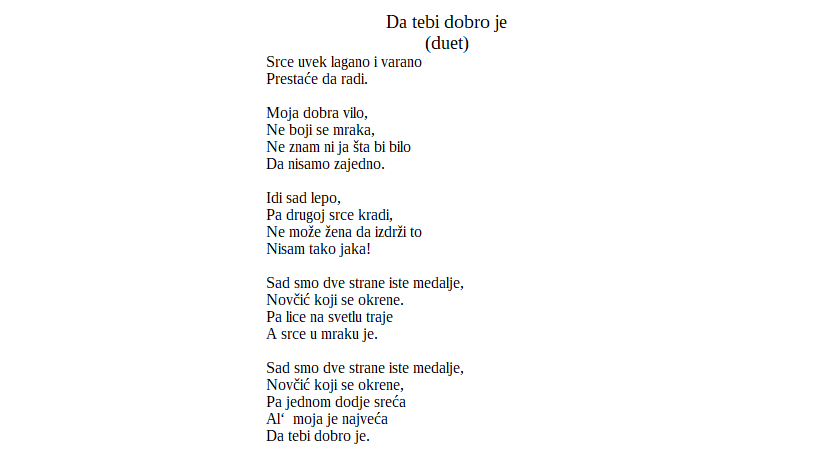 Da tebi dobro je
(duet)
Srce uvek lagano i varano
Prestaće da radi.
Moja dobra vilo,
Ne boji se mraka,
Ne znam ni ja šta bi bilo
Da nisamo zajedno.
Idi sad lepo,
Pa drugoj srce kradi,
Ne može žena da izdrži to
Nisam tako jaka!
Sad smo dve strane iste medalje,
Novčić koji se okrene.
Pa lice na svetlu traje
A srce u mraku je.
Sad smo dve strane iste medalje,
Novčić koji se okrene,
Pa jednom dodje sreća
Al‘  moja je najveća
Da tebi dobro je.